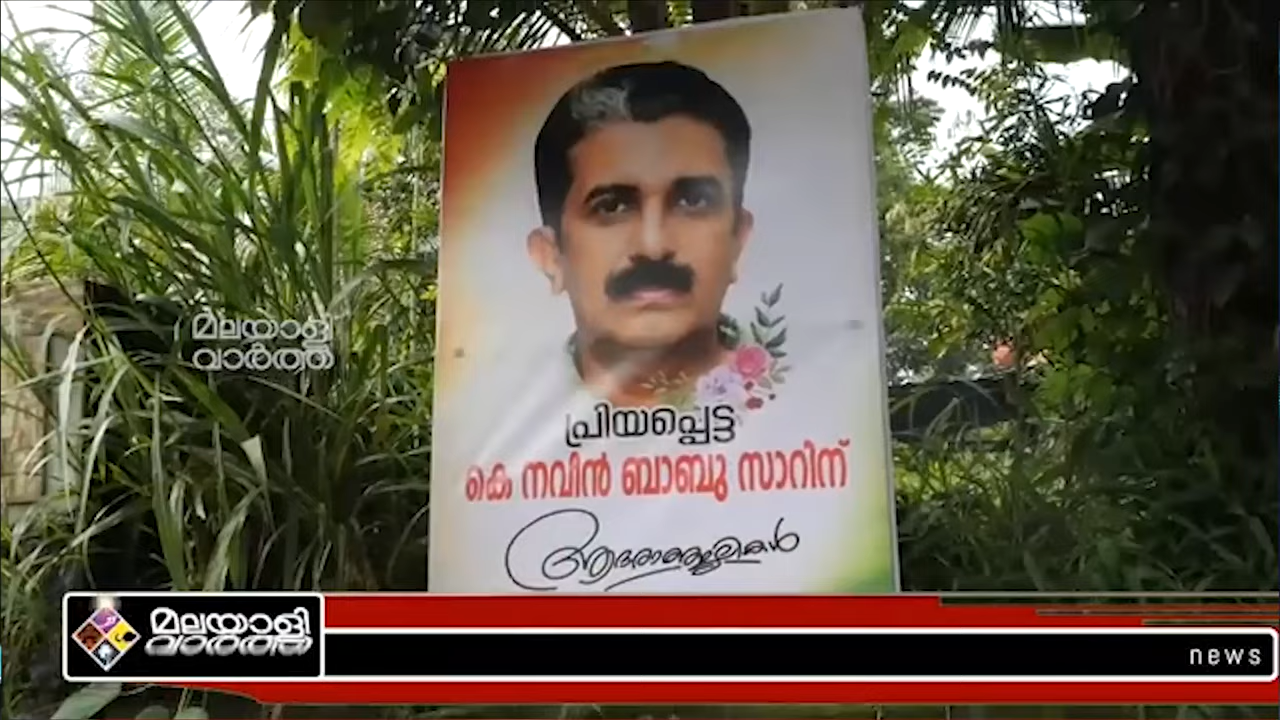 പ്രിയപ്പെട്ട
കെ നവീൻ ബാബു സാറിന്
ആദരാഞ്ജലികൾ
മലയാളി
വാർത്ത
മലയാളി
വാർത്ത
news